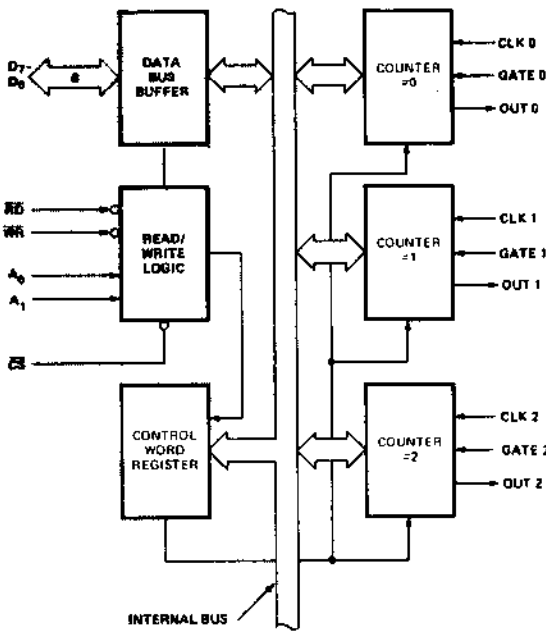 D7-
D0
8
DATA
BUS
BUFFER
COUNTER
=0
CLK 0
GATE 0
OUT 0
RD
WR
A0
A1
CS
READ/
WRITE
LOGIC
COUNTER
=1
CLK 1
GATE 1
OUT 1
CONTROL
WORD
REGISTER
COUNTER
=2
CLK 2
GATE 2
OUT 2
INTERNAL BUS